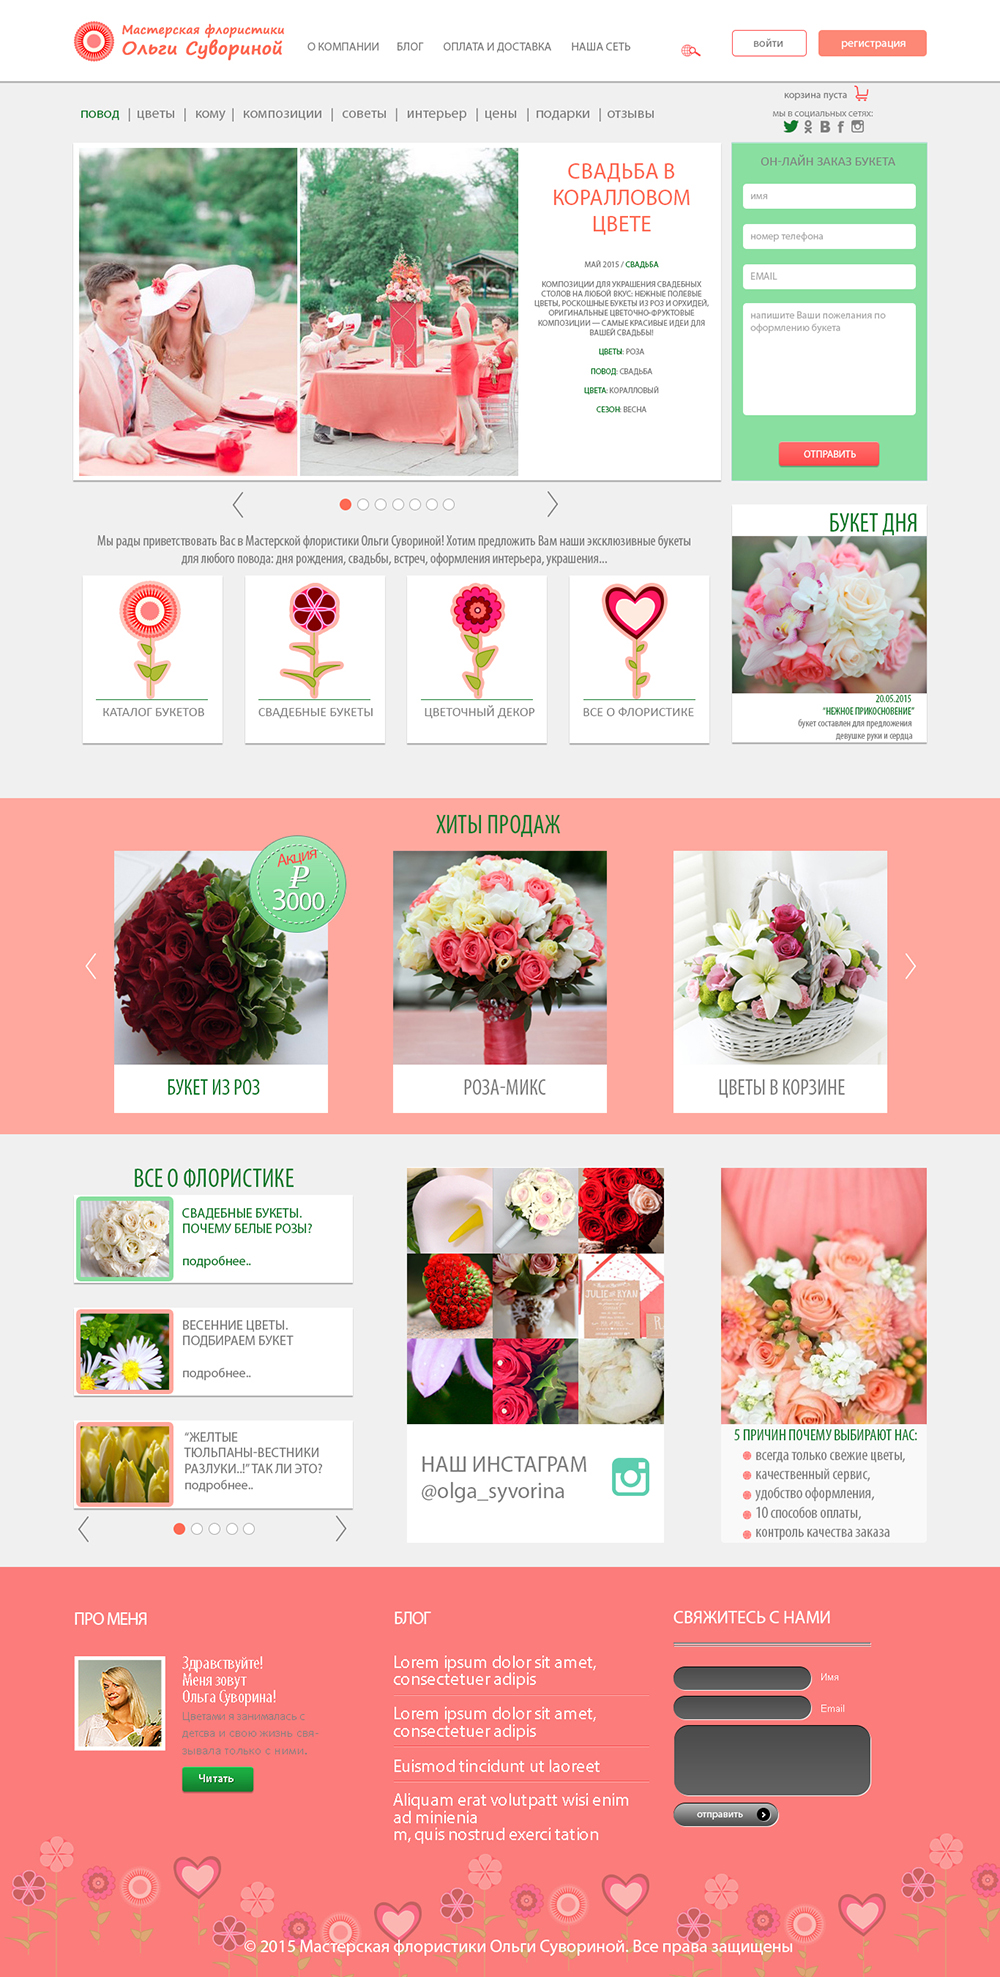 Мастерская флористики
Ольги Сувориной
О КОМПАНИИ БЛОГ ОПЛАТА И ДОСТАВКА НАША СЕТЬ
войти
регистрация
корзина пуста
мы в социальных сетях:
повод | цветы | кому | композиции | советы | интерьер | цены | подарки | отзывы
СВАДЬБА В
КОРАЛЛОВОМ
ЦВЕТЕ
МАЙ 2015 / СВАДЬБА
КОМПОЗИЦИИ ДЛЯ УКРАШЕНИЯ СВАДЕБНЫХ
СТОЛОВ НА ЛЮБОЙ ВКУС: НЕЖНЫЕ ПОЛЕВЫЕ
ЦВЕТЫ, РОСКОШНЫЕ БУКЕТЫ ИЗ РОЗ И ОРХИДЕЙ,
ОРИГИНАЛЬНЫЕ ЦВЕТОЧНО-ФРУКТОВЫЕ
КОМПОЗИЦИИ — САМЫЕ КРАСИВЫЕ ИДЕИ ДЛЯ
ВАШЕЙ СВАДЬБЫ!
ЦВЕТЫ: РОЗА
ПОВОД: СВАДЬБА
ЦВЕТА: КОРАЛЛОВЫЙ
СЕЗОН: ВЕСНА
ОН-ЛАЙН ЗАКАЗ БУКЕТА
имя
номер телефона
EMAIL
напишите Ваши пожелания по
оформлению букета
ОТПРАВИТЬ
Мы рады приветствовать Вас в Мастерской флористики Ольги Сувориной! Хотим предложить Вам наши эксклюзивные букеты
для любого повода: дня рождения, свадьбы, встреч, оформления интерьера, украшения...
КАТАЛОГ БУКЕТОВ
СВАДЕБНЫЕ БУКЕТЫ
ЦВЕТОЧНЫЙ ДЕКОР
ВСЕ О ФЛОРИСТИКЕ
БУКЕТ ДНЯ
20.05.2015
"НЕЖНОЕ ПРИКОСНОВЕНИЕ"
букет составлен для предложения
девушке руки и сердца
ХИТЫ ПРОДАЖ
Акция
₽
3000
БУКЕТ ИЗ РОЗ
РОЗА-МИКС
ЦВЕТЫ В КОРЗИНЕ
ВСЕ О ФЛОРИСТИКЕ
СВАДЕБНЫЕ БУКЕТЫ.
ПОЧЕМУ БЕЛЫЕ РОЗЫ?
подробнее..
ВЕСЕННИЕ ЦВЕТЫ.
ПОДБИРАЕМ БУКЕТ
подробнее..
"ЖЕЛТЫЕ
ТЮЛЬПАНЫ-ВЕСТНИКИ
РАЗЛУКИ..!" ТАК ЛИ ЭТО?
подробнее..
JULIE and RYAN
НАШ ИНСТАГРАМ
@olga_syvorina
5 ПРИЧИН ПОЧЕМУ ВЫБИРАЮТ НАС:
всегда только свежие цветы,
качественный сервис,
удобство оформления,
10 способов оплаты,
контроль качества заказа
ПРО МЕНЯ
Здравствуйте!
Меня зовут
Ольга Суворина!
Цветами я занималась с
детсва и свою жизнь свя-
зывала только с ними.
Читать
БЛОГ
Lorem ipsum dolor sit amet,
consectetuer adipis
Lorem ipsum dolor sit amet,
consectetuer adipis
Euismod tincidunt ut laoreet
Aliquam erat volutpatt wisi enim
ad minienia
m, quis nostrud exerci tation
СВЯЖИТЕСЬ С НАМИ
Имя
Email
отправить
© 2015 Мастерская флористики Ольги Сувориной. Все права защищены